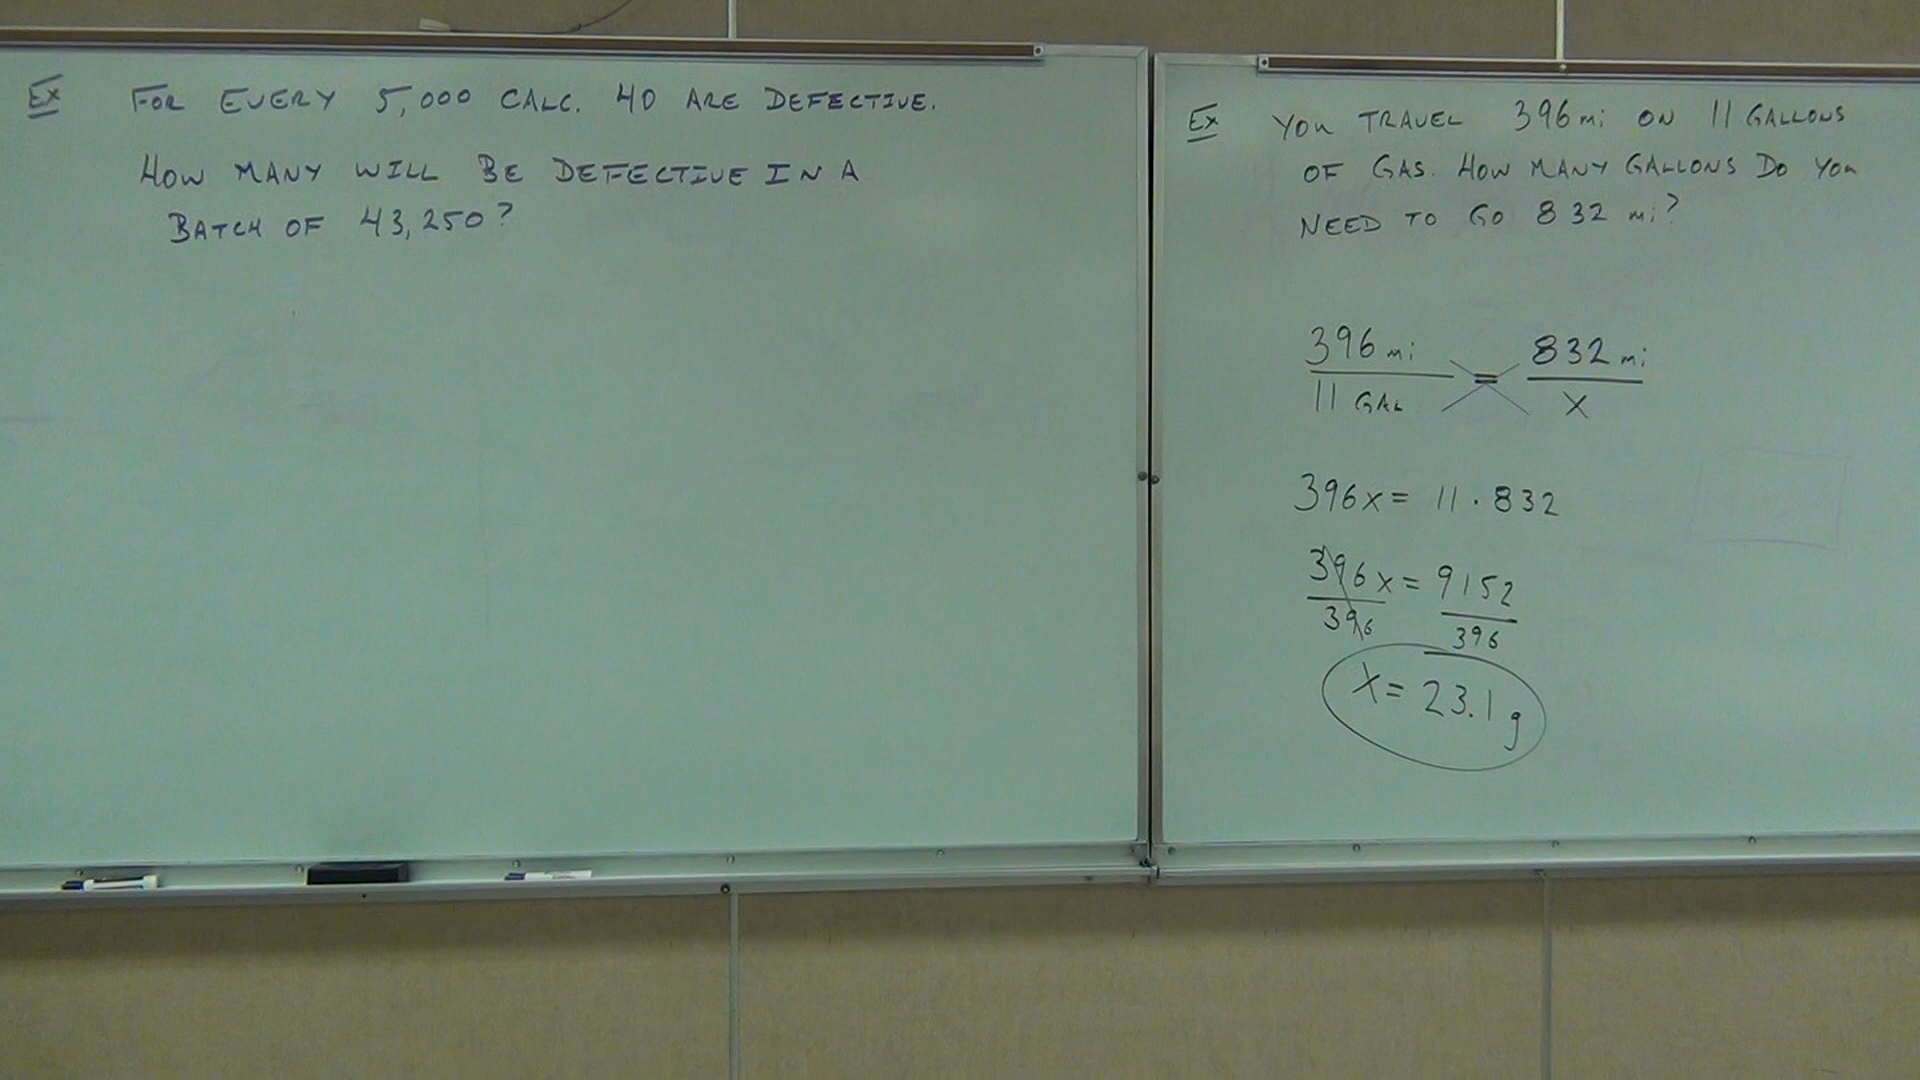 Ex FOR EVERY 5,000 CALC. 40 ARE DEFECTIVE.
HOW MANY WILL BE DEFECTIVE IN A
BATCH OF 43,250?
Ex YOU TRAVEL 396 mi ON 11 GALLONS
OF GAS. HOW MANY GALLONS DO YOU
NEED TO GO 832 mi?
396 mi = 832 mi
11 GAL X
396x = 11 · 832
396x = 9152
396 396
X = 23.1 g